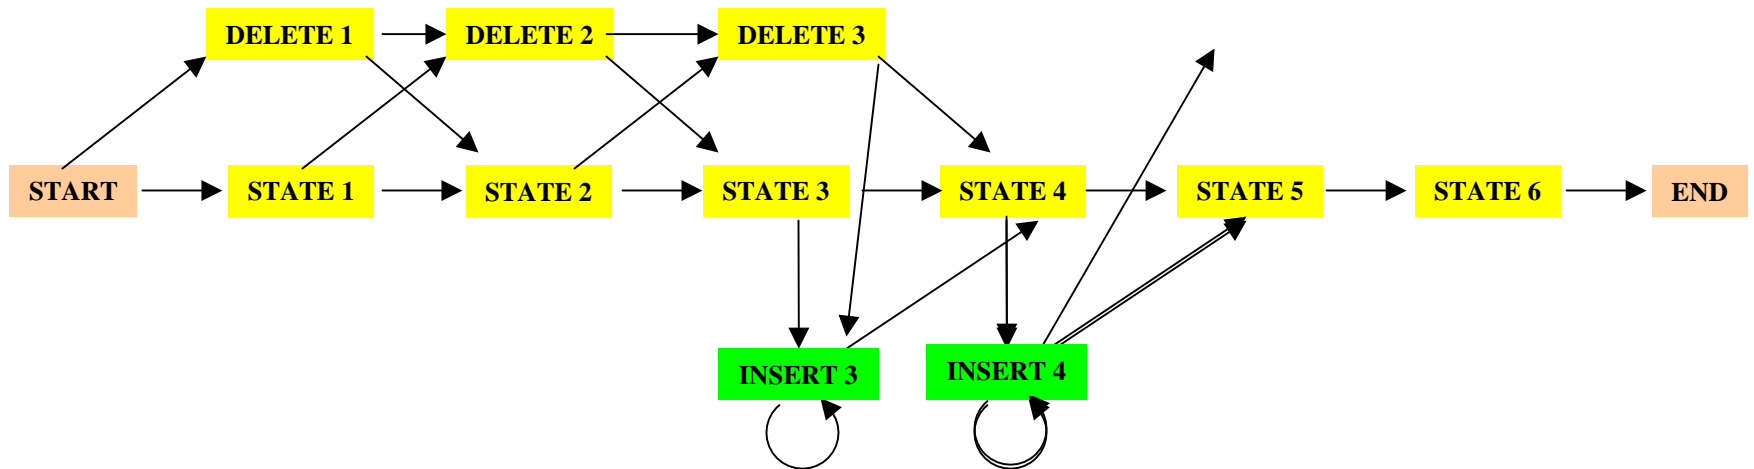 DELETE 1
DELETE 2
DELETE 3
START
STATE 1
STATE 2
STATE 3
STATE 4
STATE 5
STATE 6
END
INSERT 3
INSERT 4